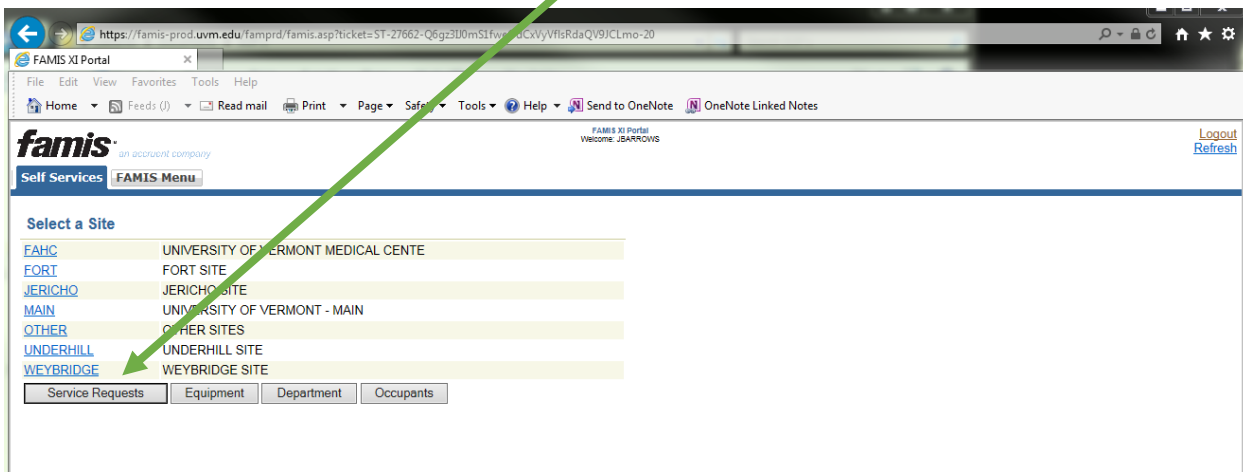 https://famis-prod.uvm.edu/famprd/famis.asp?ticket=ST-27662-
FAMIS XI Portal
File Edit View Favorites Tools Help
Home Feeds (J) Read mail Print Page Safety Tools Help Send to OneNote OneNote Linked Notes
famis an accruent company
FAMIS XI Portal
Welcome: JBARROWS
Logout
Refresh
Self Services FAMIS Menu
Select a Site
FAHC UNIVERSITY OF VERMONT MEDICAL CENTE
FORT FORT SITE
JERICHO JERICHO SITE
MAIN UNIVERSITY OF VERMONT - MAIN
OTHER OTHER SITES
UNDERHILL UNDERHILL SITE
WEYBRIDGE WEYBRIDGE SITE
Service Requests Equipment Department Occupants